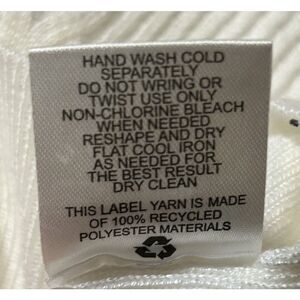 HAND WASH COLD
SEPARATELY
DO NOT WRING OR
TWIST USE ONLY
NON-CHLORINE BLEACH
WHEN NEEDED
RESHAPE AND DRY
FLAT COOL IRON
AS NEEDED FOR
THE BEST RESULT
DRY CLEAN
THIS LABEL YARN IS MADE
OF 100% RECYCLED
POLYESTER MATERIALS